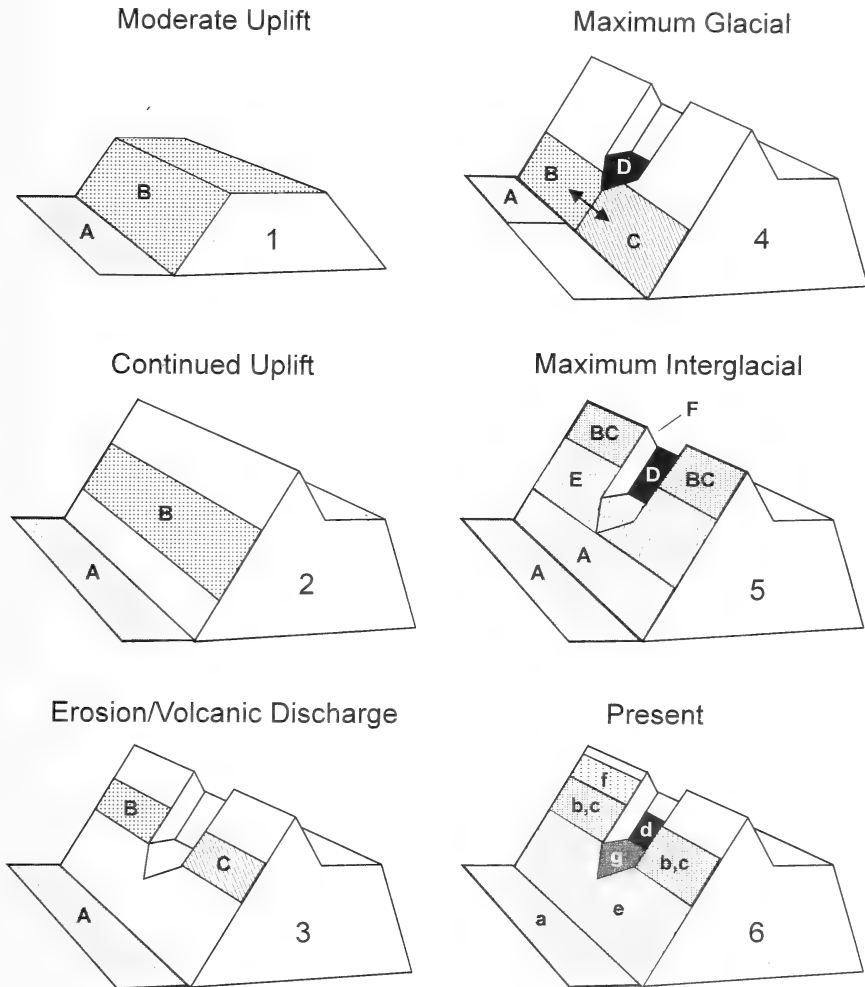 Moderate Uplift
B
A
1
Continued Uplift
B
A
2
Erosion/Volcanic Discharge
B
C
A
3
Maximum Glacial
D
B
A
C
4
Maximum Interglacial
F
BC
D
BC
E
A
A
5
Present
f
b,c
d
g
b,c
e
a
6